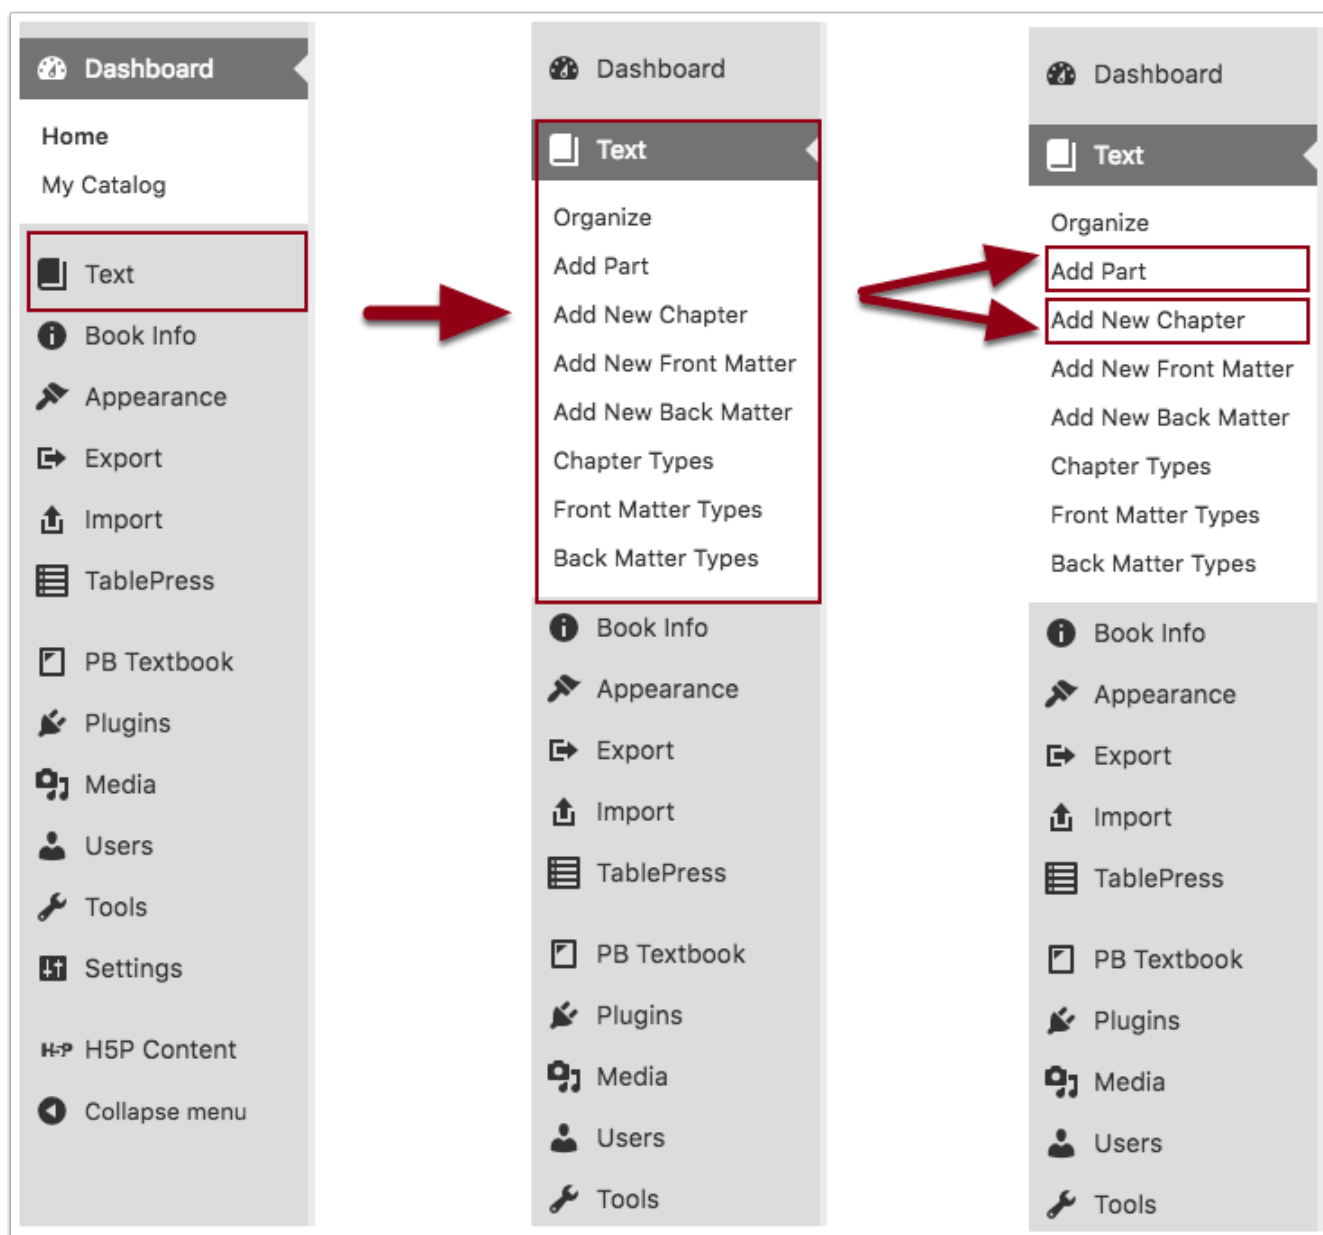 Dashboard
Home
My Catalog
Text
Book Info
Appearance
Export
Import
TablePress
PB Textbook
Plugins
Media
Users
Tools
Settings
H5P H5P Content
Collapse menu
Dashboard
Text
Organize
Add Part
Add New Chapter
Add New Front Matter
Add New Back Matter
Chapter Types
Front Matter Types
Back Matter Types
Book Info
Appearance
Export
Import
TablePress
PB Textbook
Plugins
Media
Users
Tools
Dashboard
Text
Organize
Add Part
Add New Chapter
Add New Front Matter
Add New Back Matter
Chapter Types
Front Matter Types
Back Matter Types
Book Info
Appearance
Export
Import
TablePress
PB Textbook
Plugins
Media
Users
Tools